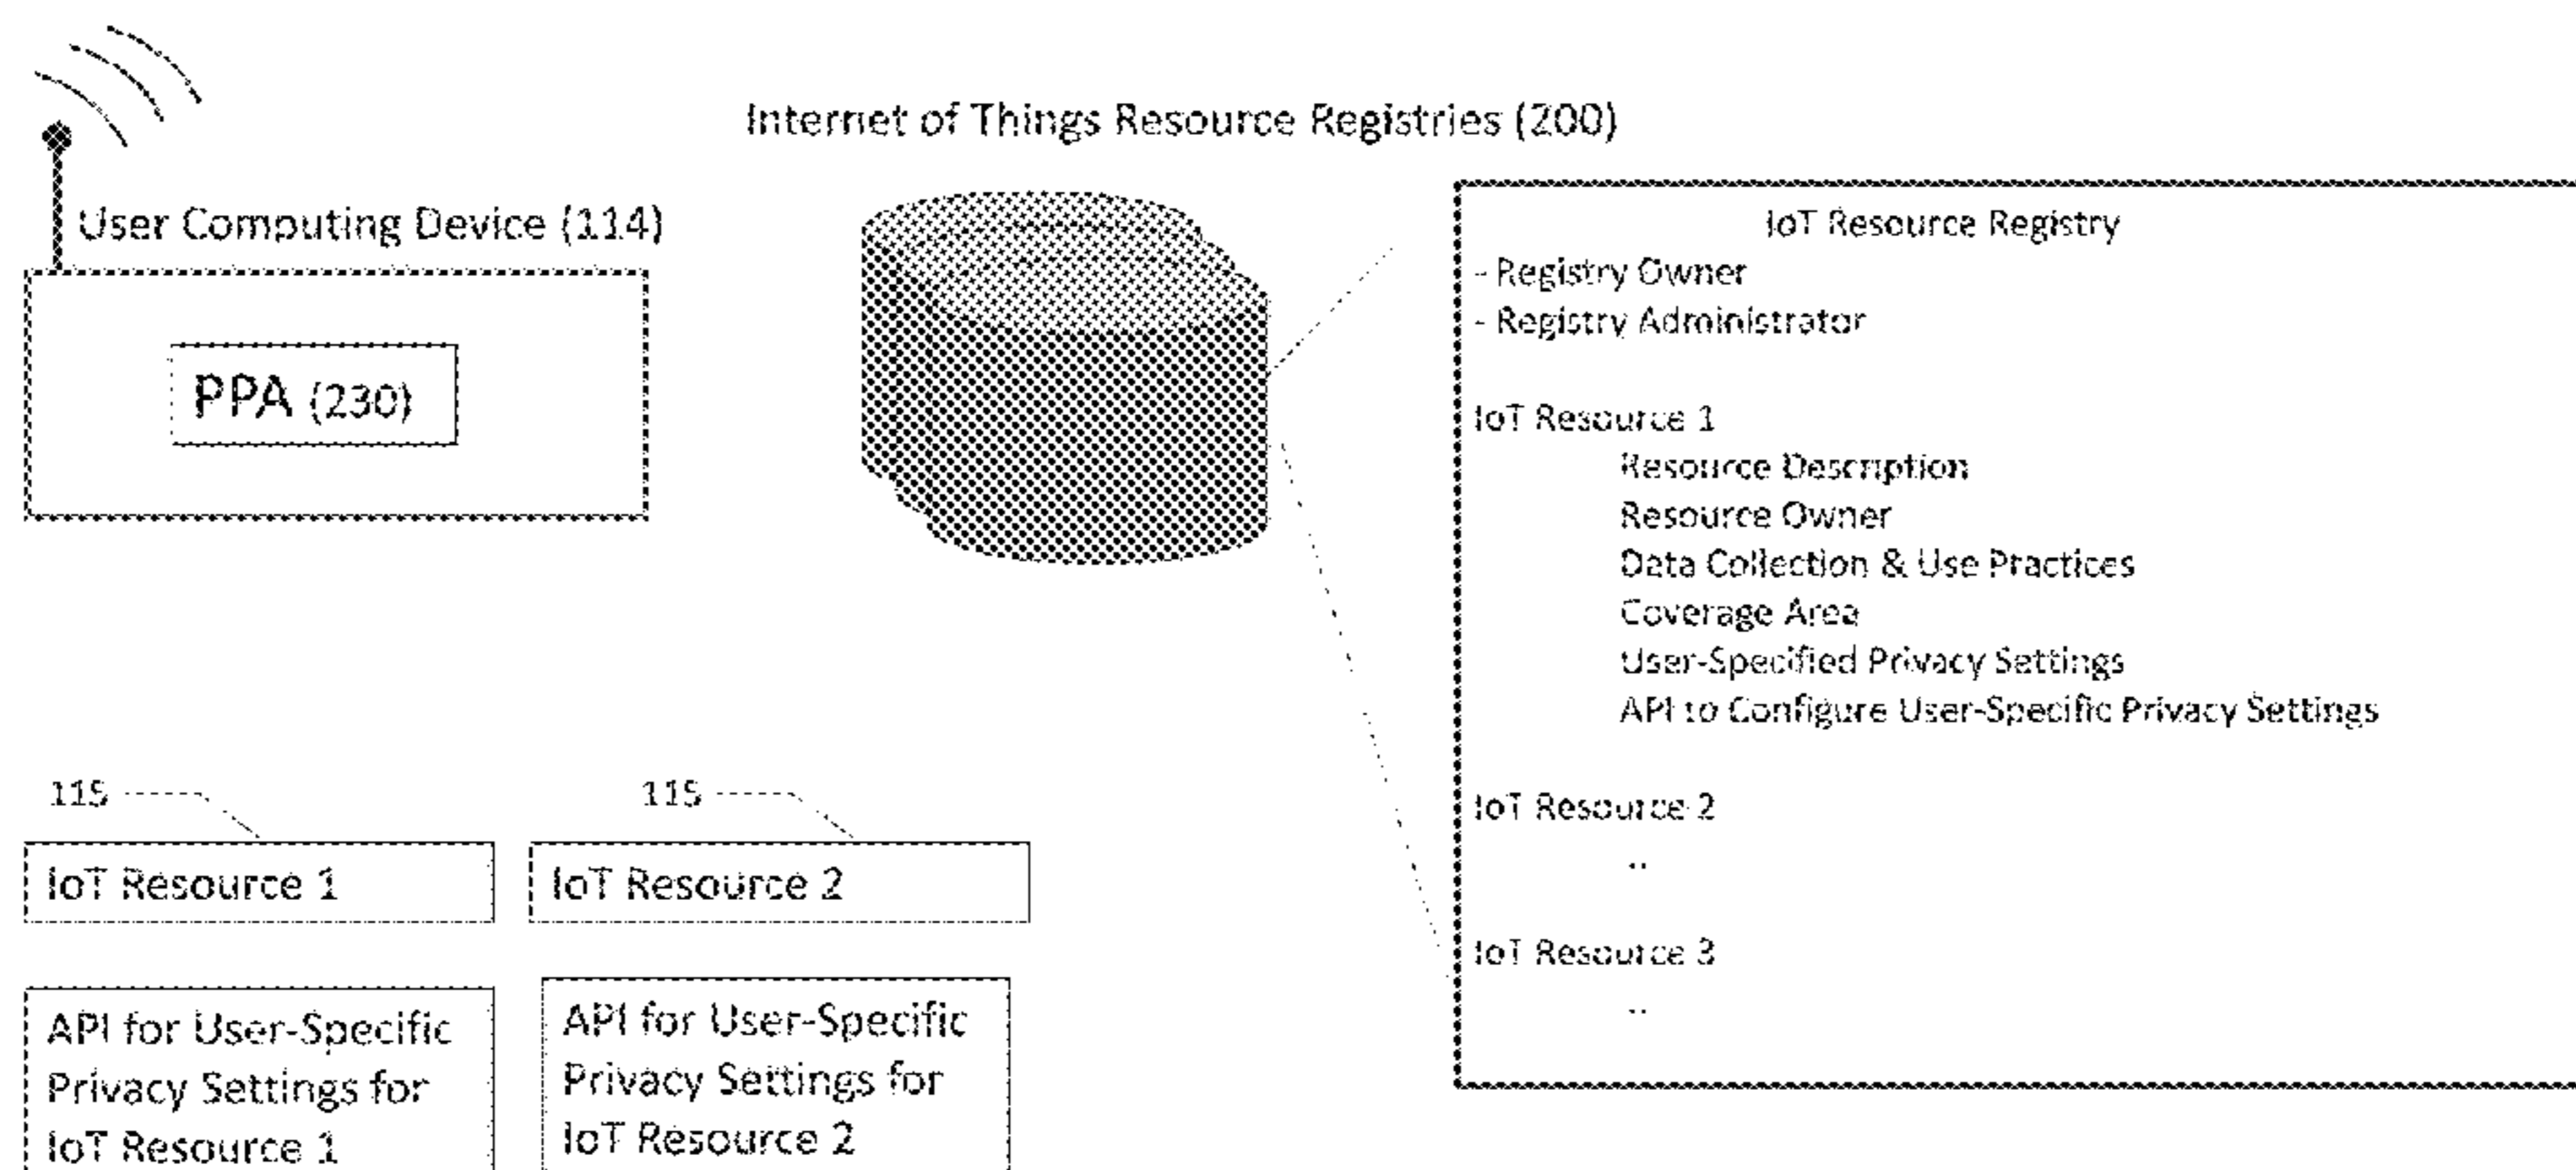 Internet of Things Resource Registries (200)
User Computing Device (114)
PPA (230)
IoT Resource Registry
- Registry Owner
- Registry Administrator
IoT Resource 1
Resource Description
Resource Owner
Data Collection & Use Practices
Coverage Area
User-Specified Privacy Settings
API to Configure User-Specific Privacy Settings
IoT Resource 2
..
IoT Resource 3
..
115
115
IoT Resource 1
IoT Resource 2
API for User-Specific
Privacy Settings for
IoT Resource 1
API for User-Specific
Privacy Settings for
IoT Resource 2